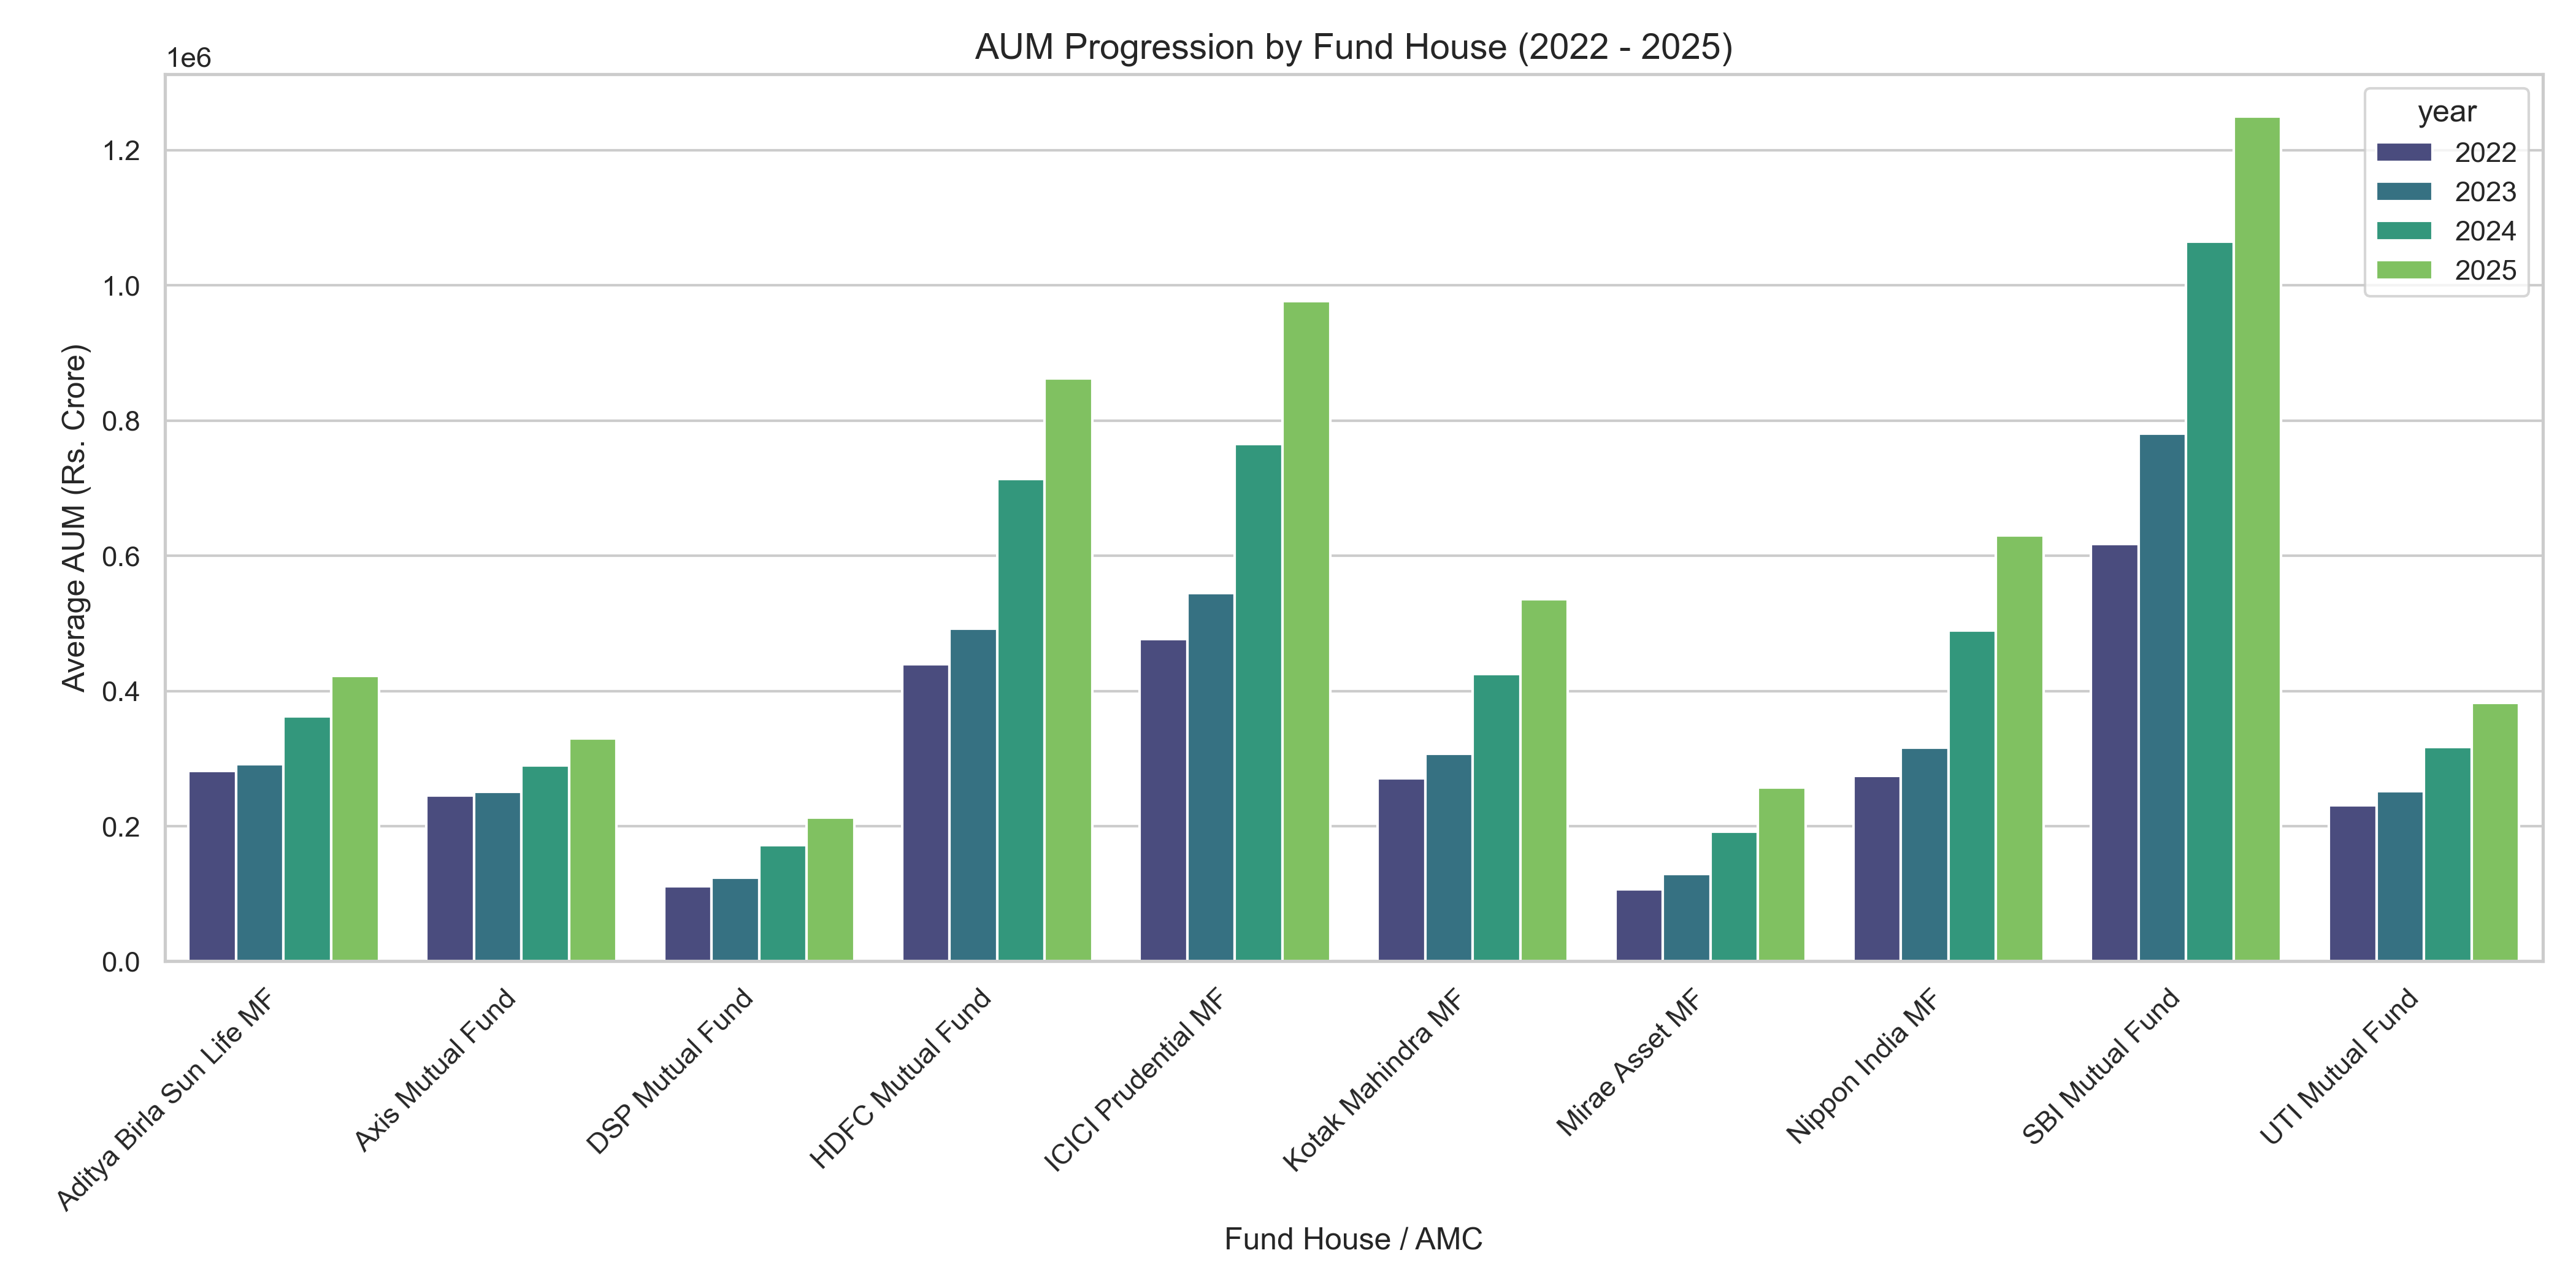 AUM Progression by Fund House (2022 - 2025)
1e6
year
2022
2023
2024
2025
Average AUM (Rs. Crore)
1.2
1.0
0.8
0.6
0.4
0.2
0.0
Aditya Birla Sun Life MF
Axis Mutual Fund
DSP Mutual Fund
HDFC Mutual Fund
ICICI Prudential MF
Kotak Mahindra MF
Mirae Asset MF
Nippon India MF
SBI Mutual Fund
UTI Mutual Fund
Fund House / AMC